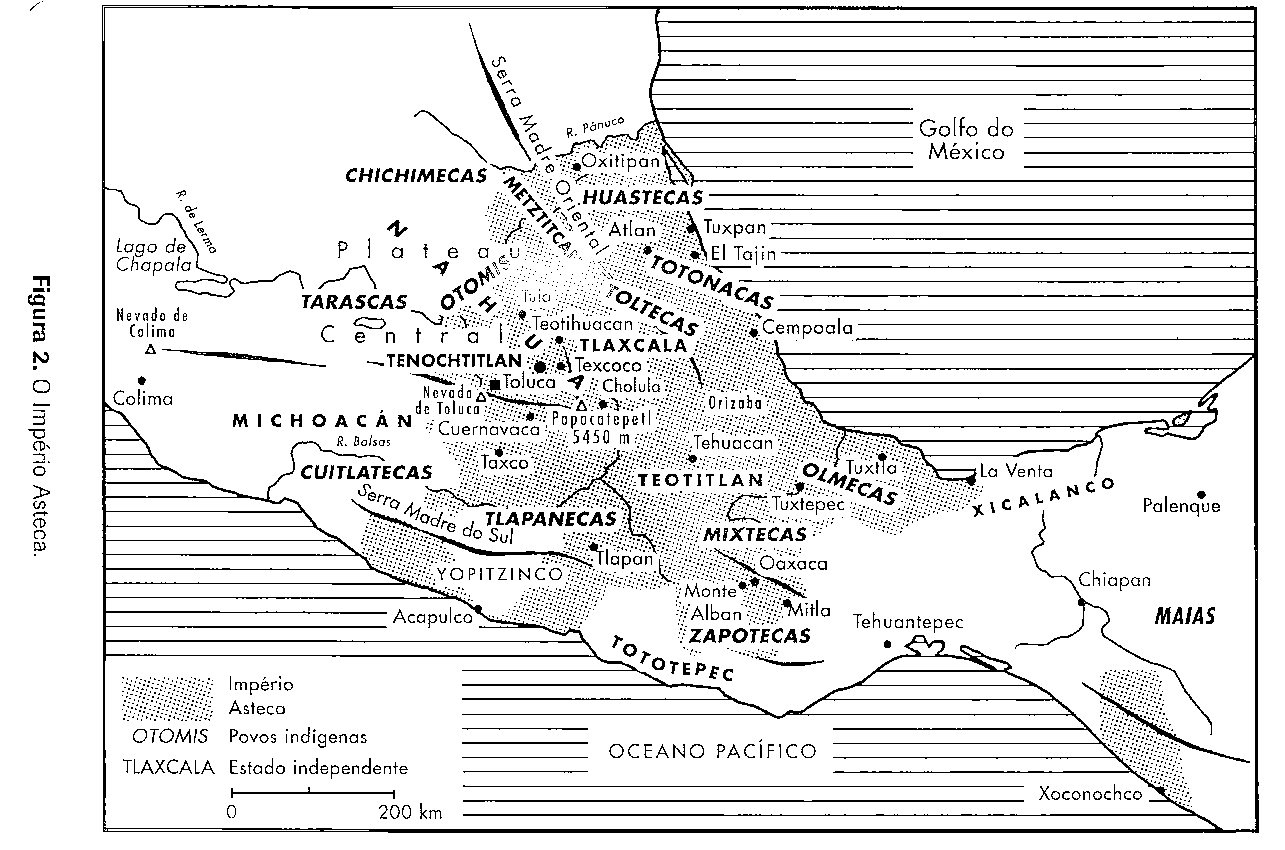 Figura 2. O Império Asteca.
Golfo do
México
Serra Madre Oriental
R. Pánuco
Oxitipan
CHICHIMECAS
METZTITCAN
HUASTECAS
R. de Lerma
NAHUA
Atlan
Tuxpan
Plateau
El Tajin
Lago de
Chapala
OTOMIS
TOTONACAS
TARASCAS
Tula
TOLTECAS
Nevado de
Colima
Central
Teotihuacan
Cempoala
TLAXCALA
TENOCHTITLAN
Texcoco
Toluca
Cholula
Colima
Nevado
de Toluca
Orizaba
MICHOACÁN
Popocatepetl
5450 m
Cuernavaca
R. Balsas
Tehuacan
Taxco
Tuxtla
La Venta
CUITLATECAS
TEOTITLAN
OLMECAS
XICALANCO
Palenque
Tuxtepec
Serra Madre do Sul
TLAPANECAS
MIXTECAS
Tlapan
Oaxaca
YOPITZINCO
Monte
Alban
Mitla
Chiapan
MAIAS
Acapulco
ZAPOTECAS
Tehuantepec
TOTOTEPEC
Império
Asteca
OTOMIS Povos indígenas
TLAXCALA Estado independente
0 200 km
OCEANO PACÍFICO
Xoconochco